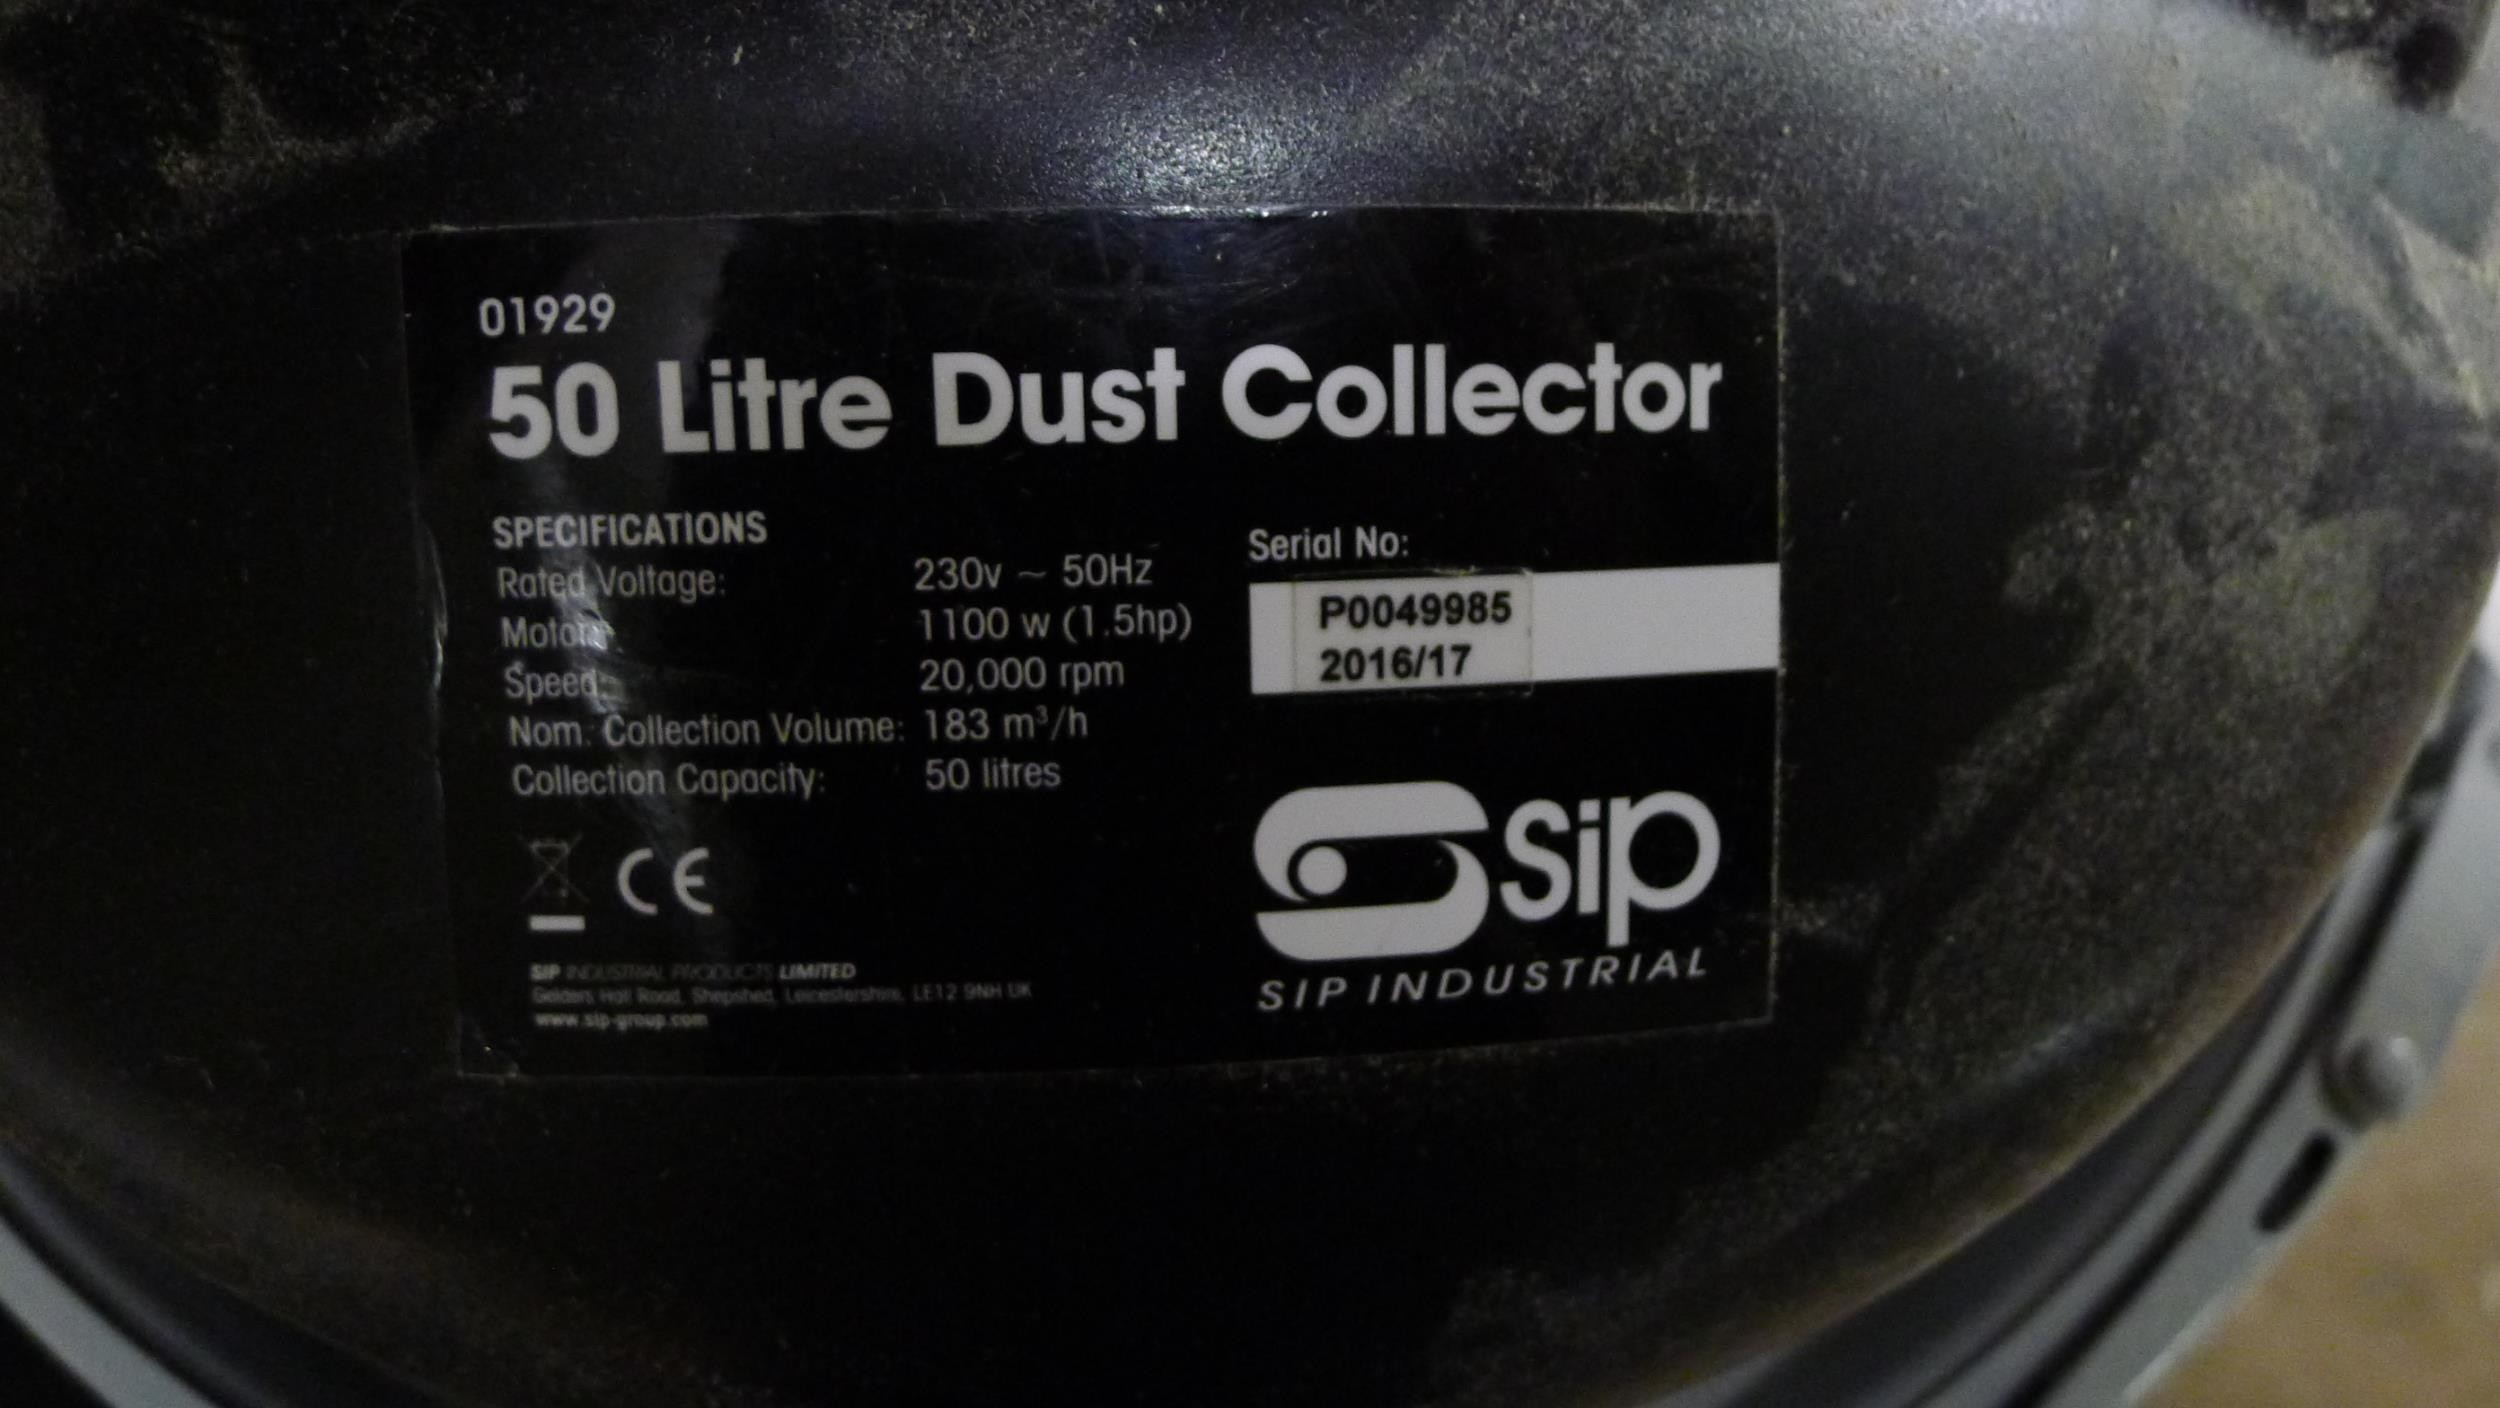 01929
50 Litre Dust Collector
SPECIFICATIONS
Rated Voltage: 230v ~ 50Hz
Motor: 1100 w (1.5hp)
Speed: 20,000 rpm
Nom. Collection Volume: 183 m³/h
Collection Capacity: 50 litres
Serial No:
P0049985
2016/17
CE
Sip
SIP INDUSTRIAL
SIP INDUSTRIAL PRODUCTS LIMITED
Gelders Hall Road, Shepshed, Leicestershire, LE12 9NH UK
www.sip-group.com